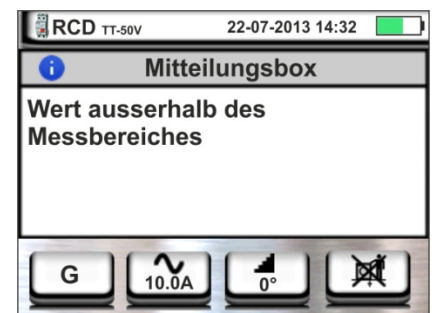 RCD TT-50V 22-07-2013 14:32
Mitteilungsbox
Wert ausserhalb des
Messbereiches
G 10.0A 0°